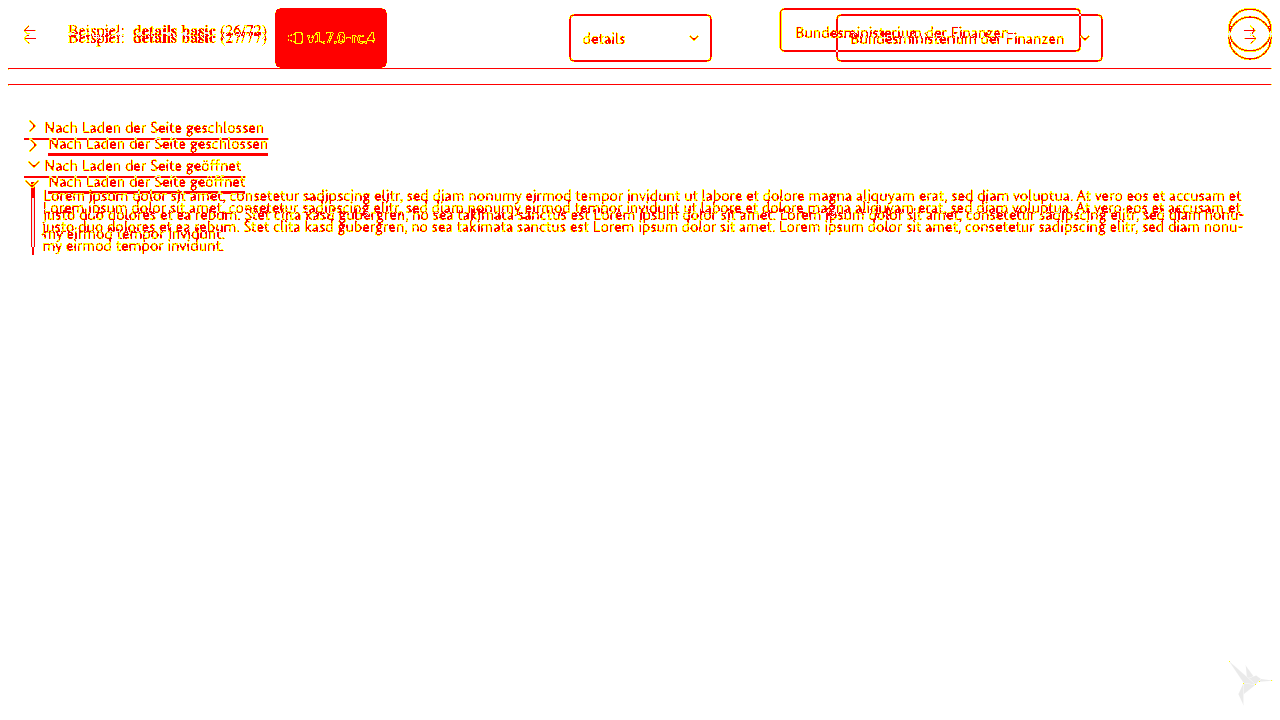 Beispiel: details basic (26/72)
Beispiel: details basic (27/77)
v1.7.0-rc.4
details
Bundesministerium der Finanzen
Bundesministerium der Finanzen
Nach Laden der Seite geschlossen
Nach Laden der Seite geschlossen
Nach Laden der Seite geöffnet
Nach Laden der Seite geöffnet
Lorem ipsum dolor sit amet, consetetur sadipscing elitr, sed diam nonumy eirmod tempor invidunt ut labore et dolore magna aliquyam erat, sed diam voluptua. At vero eos et accusam et
Lorem ipsum dolor sit amet, consetetur sadipscing elitr, sed diam nonumy eirmod tempor invidunt ut labore et dolore magna aliquyam erat, sed diam voluptua. At vero eos et accusam et
justo duo dolores et ea rebum. Stet clita kasd gubergren, no sea takimata sanctus est Lorem ipsum dolor sit amet. Lorem ipsum dolor sit amet, consetetur sadipscing elitr, sed diam nonu-
justo duo dolores et ea rebum. Stet clita kasd gubergren, no sea takimata sanctus est Lorem ipsum dolor sit amet. Lorem ipsum dolor sit amet, consetetur sadipscing elitr, sed diam nonu-
my eirmod tempor invidunt.
my eirmod tempor invidunt.